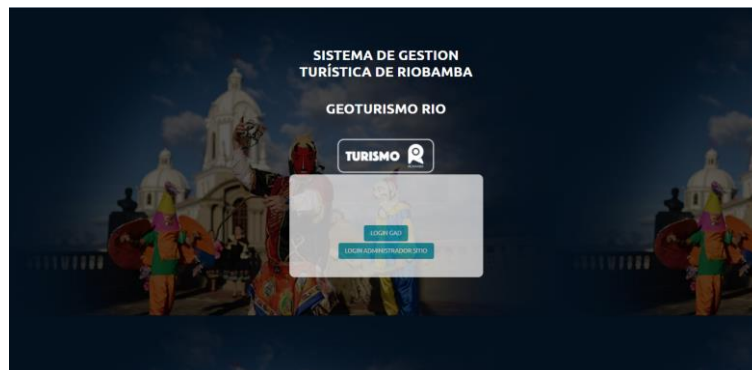 SISTEMA DE GESTION
TURÍSTICA DE RIOBAMBA
GEOTURISMO RIO
TURISMO
LOGIN GAD
LOGIN ADMINISTRADOR SITIO